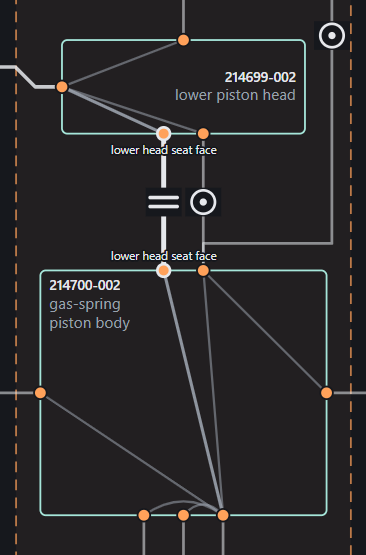 214699-002
lower piston head
lower head seat face
lower head seat face
214700-002
gas-spring
piston body